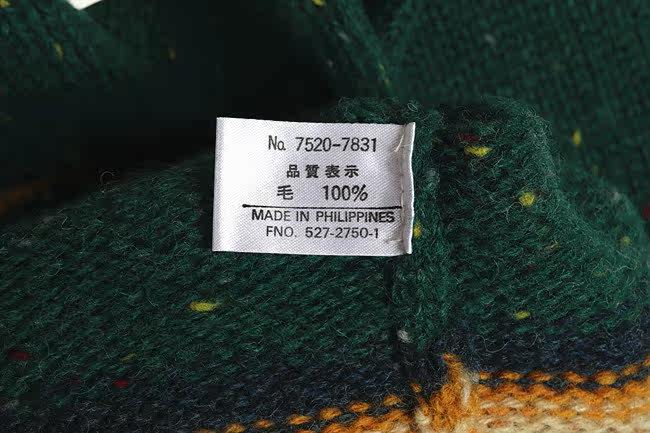 No. 7520-7831
品質表示
毛 100%
MADE IN PHILIPPINES
FNO. 527-2750-1